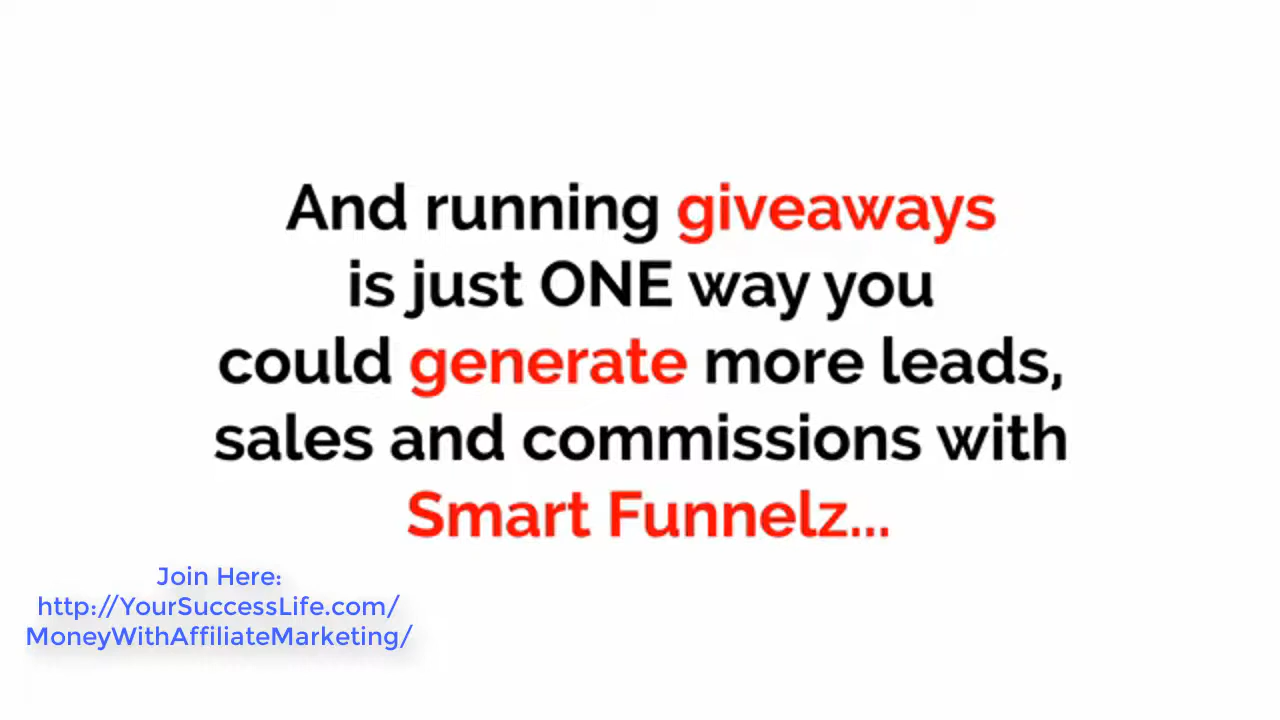 And running giveaways
is just ONE way you
could generate more leads,
sales and commissions with
Smart Funnelz...
Join Here:
http://YourSuccessLife.com/
MoneyWithAffiliateMarketing/